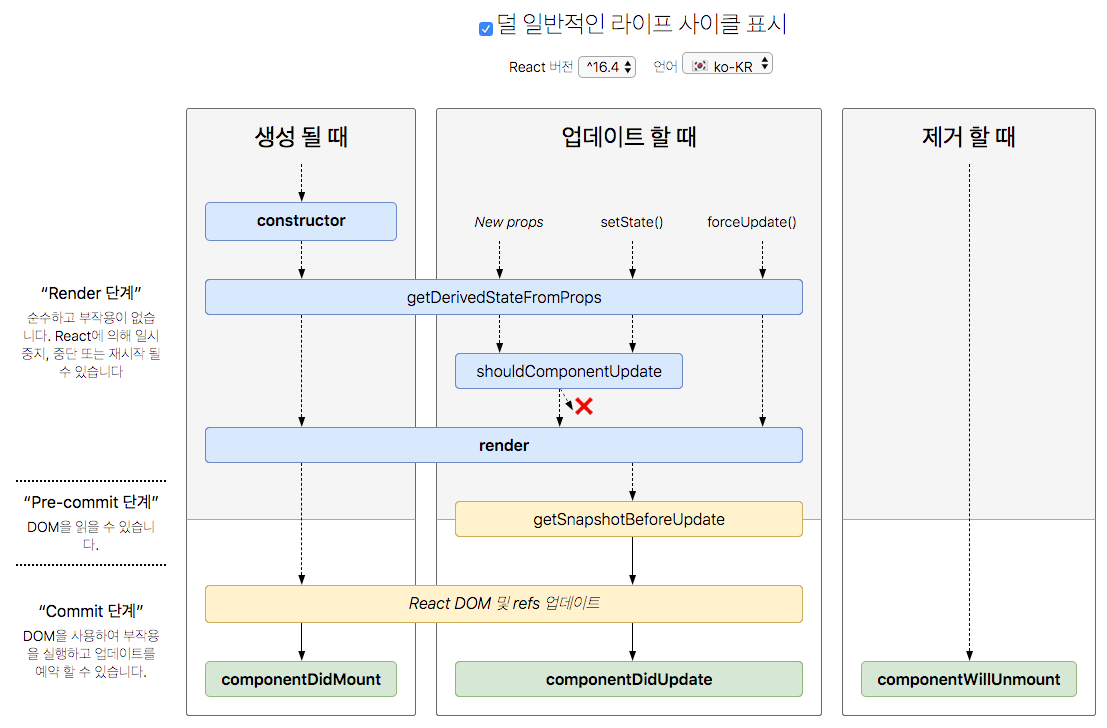 덜 일반적인 라이프 사이클 표시
React 버전 ^16.4 언어 ko-KR
생성 될 때
업데이트 할 때
제거 할 때
constructor
New props
setState()
forceUpdate()
“Render 단계”
순수하고 부작용이 없습
니다. React에 의해 일시
중지, 중단 또는 재시작 될
수 있습니다
getDerivedStateFromProps
shouldComponentUpdate
render
“Pre-commit 단계”
DOM을 읽을 수 있습니
다.
getSnapshotBeforeUpdate
“Commit 단계”
DOM을 사용하여 부작용
을 실행하고 업데이트를
예약 할 수 있습니다.
React DOM 및 refs 업데이트
componentDidMount
componentDidUpdate
componentWillUnmount